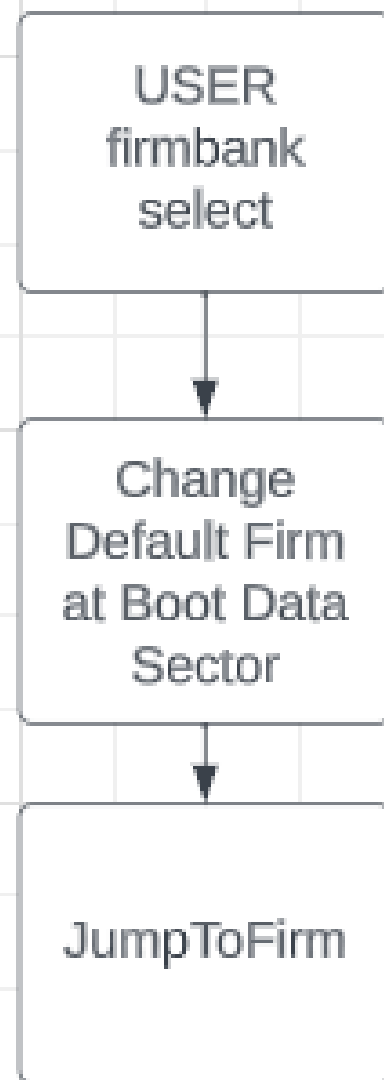 USER
firmbank
select
Change
Default Firm
at Boot Data
Sector
JumpToFirm